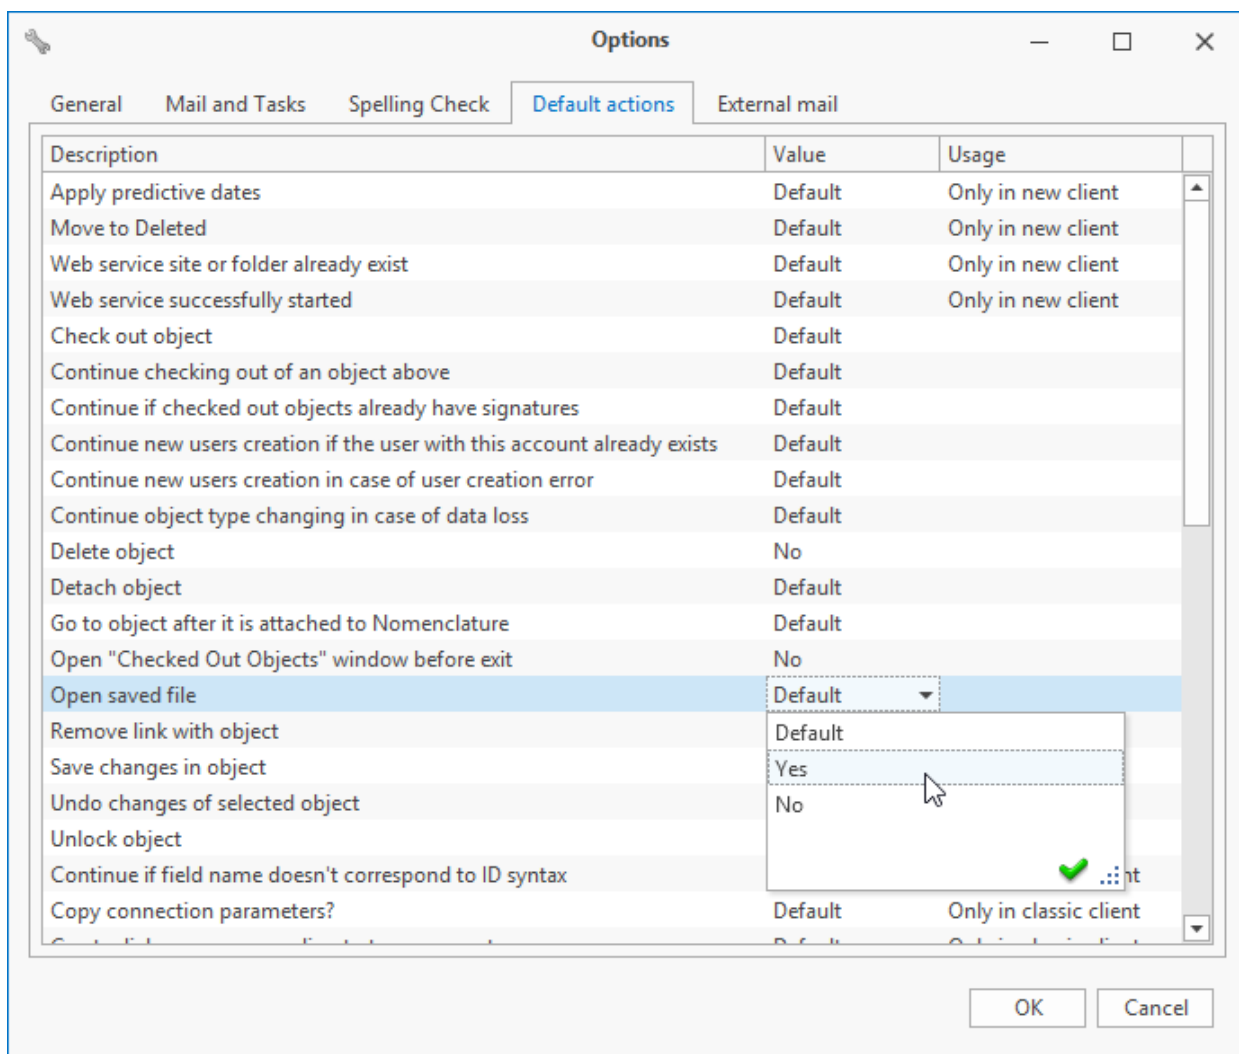 Options
General Mail and Tasks Spelling Check Default actions External mail
Description Value Usage
Apply predictive dates Default Only in new client
Move to Deleted Default Only in new client
Web service site or folder already exist Default Only in new client
Web service successfully started Default Only in new client
Check out object Default
Continue checking out of an object above Default
Continue if checked out objects already have signatures Default
Continue new users creation if the user with this account already exists Default
Continue new users creation in case of user creation error Default
Continue object type changing in case of data loss Default
Delete object No
Detach object Default
Go to object after it is attached to Nomenclature Default
Open "Checked Out Objects" window before exit No
Open saved file Default
Remove link with object Default
Save changes in object Yes
Undo changes of selected object No
Unlock object
Continue if field name doesn't correspond to ID syntax nt
Copy connection parameters? Default Only in classic client
OK Cancel